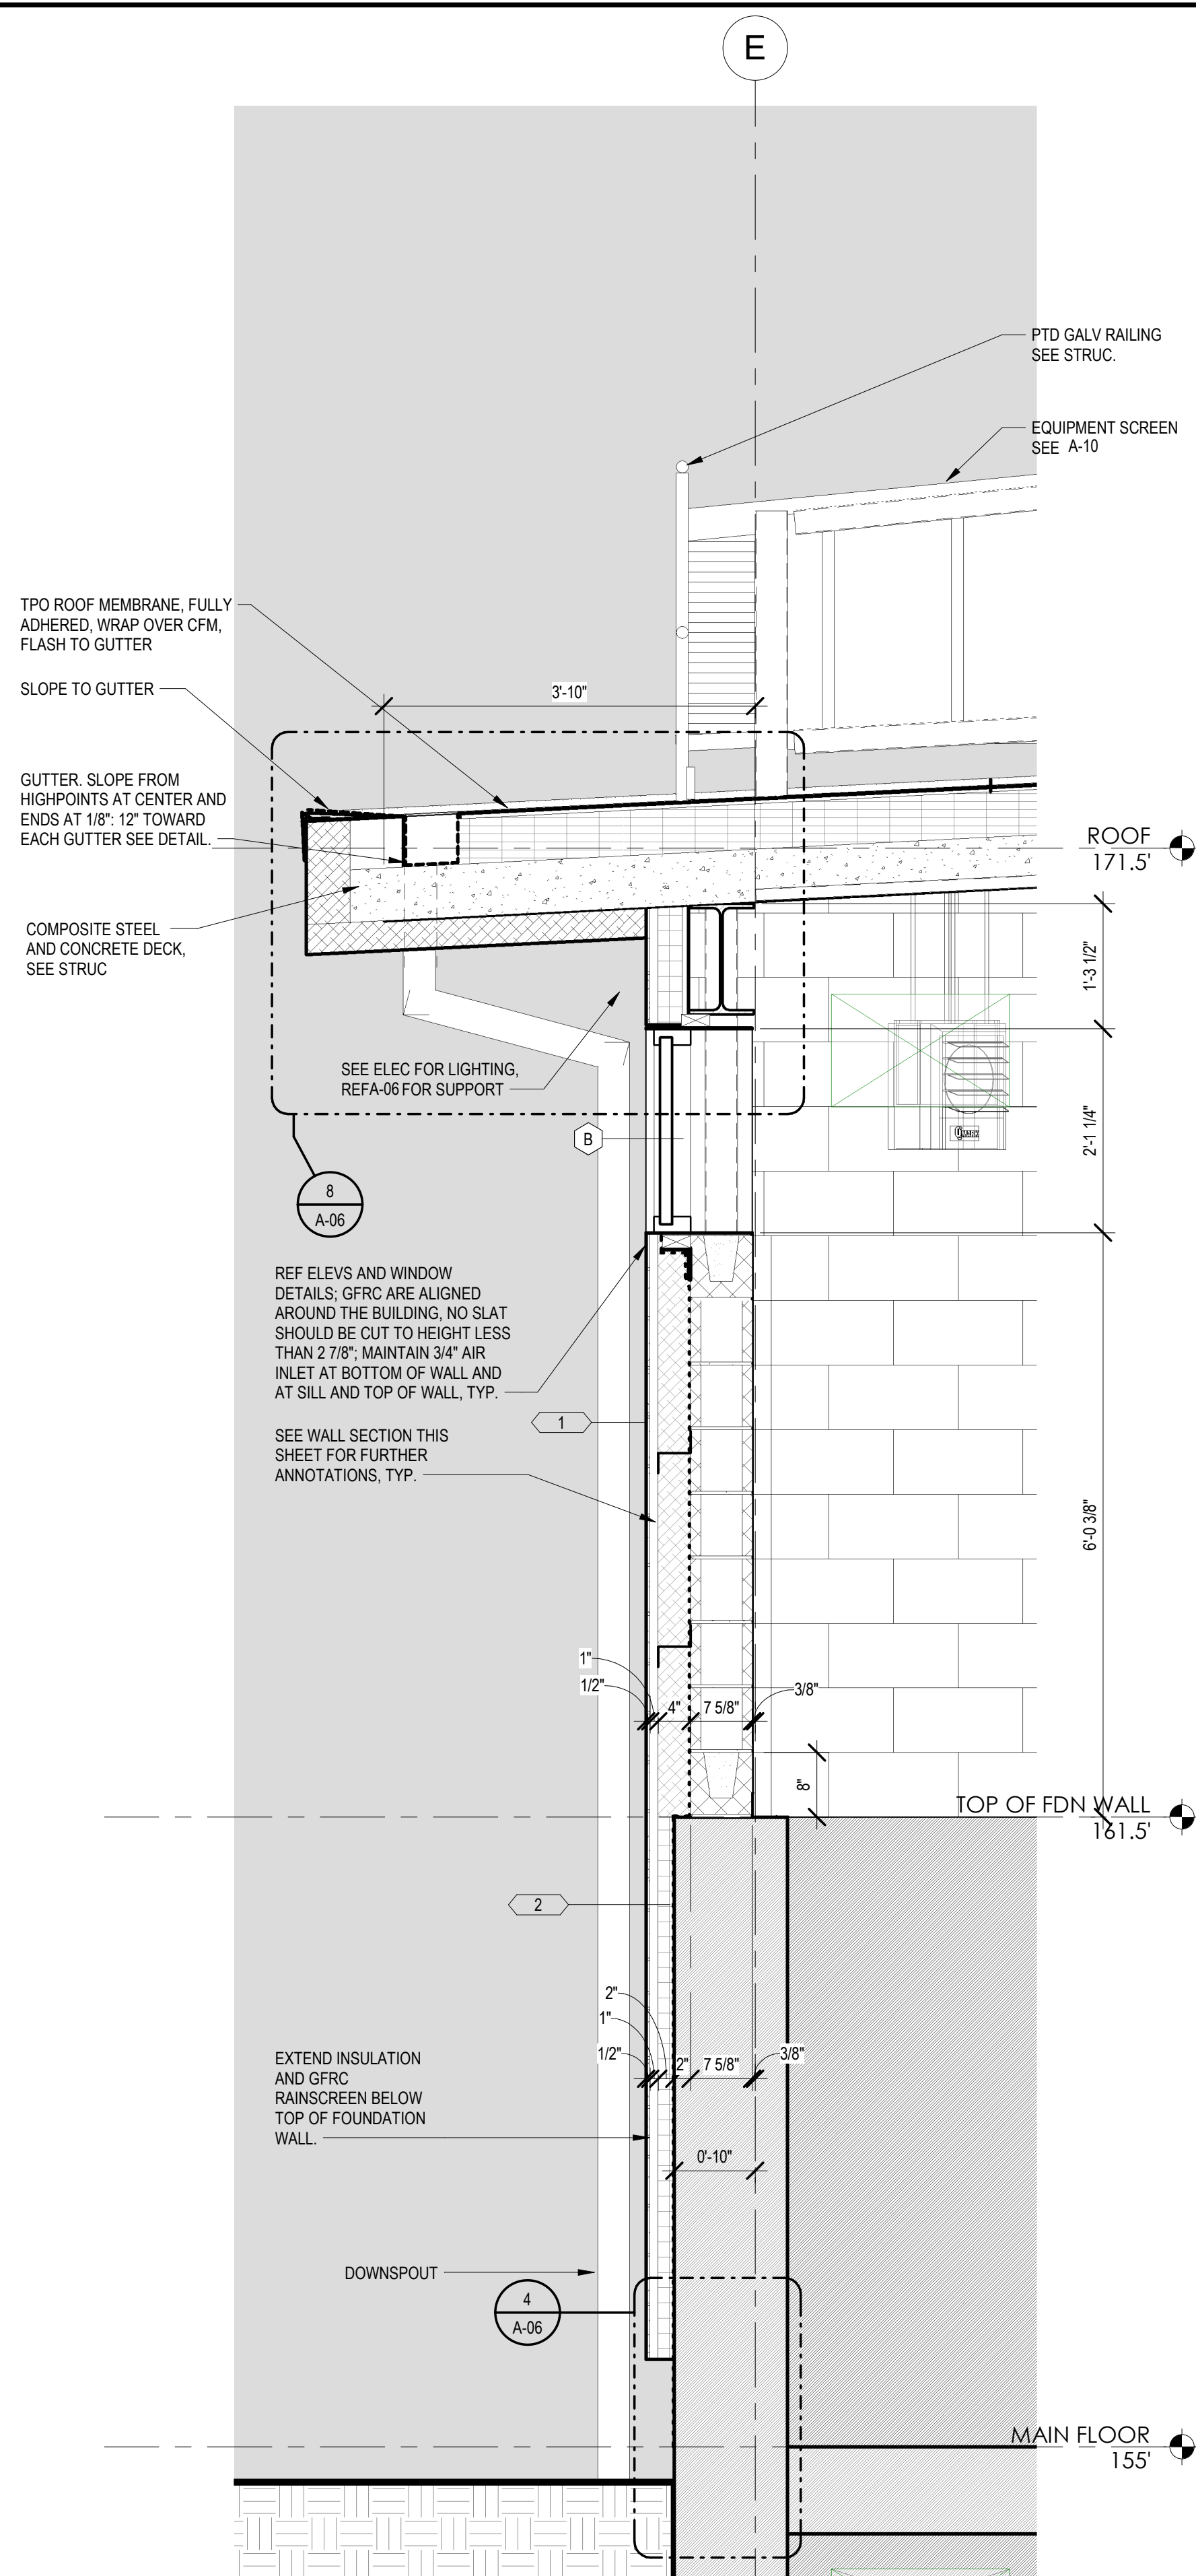 E
PTD GALV RAILING
SEE STRUC.
EQUIPMENT SCREEN
SEE A-10
TPO ROOF MEMBRANE, FULLY
ADHERED, WRAP OVER CFM,
FLASH TO GUTTER
SLOPE TO GUTTER
3'-10"
GUTTER. SLOPE FROM
HIGHPOINTS AT CENTER AND
ENDS AT 1/8": 12" TOWARD
EACH GUTTER SEE DETAIL.
ROOF
171.5'
COMPOSITE STEEL
AND CONCRETE DECK,
SEE STRUC
1'-3 1/2"
SEE ELEC FOR LIGHTING,
REFA-06 FOR SUPPORT
B
2'-1 1/4"
8
A-06
REF ELEVS AND WINDOW
DETAILS; GFRC ARE ALIGNED
AROUND THE BUILDING, NO SLAT
SHOULD BE CUT TO HEIGHT LESS
THAN 2 7/8"; MAINTAIN 3/4" AIR
INLET AT BOTTOM OF WALL AND
AT SILL AND TOP OF WALL, TYP.
1
SEE WALL SECTION THIS
SHEET FOR FURTHER
ANNOTATIONS, TYP.
6'-0 3/8"
1"
1/2"
4"
7 5/8"
3/8"
8"
TOP OF FDN WALL
161.5'
2
2"
1"
1/2"
2"
7 5/8"
3/8"
EXTEND INSULATION
AND GFRC
RAINSCREEN BELOW
TOP OF FOUNDATION
WALL.
0'-10"
DOWNSPOUT
4
A-06
MAIN FLOOR
155'